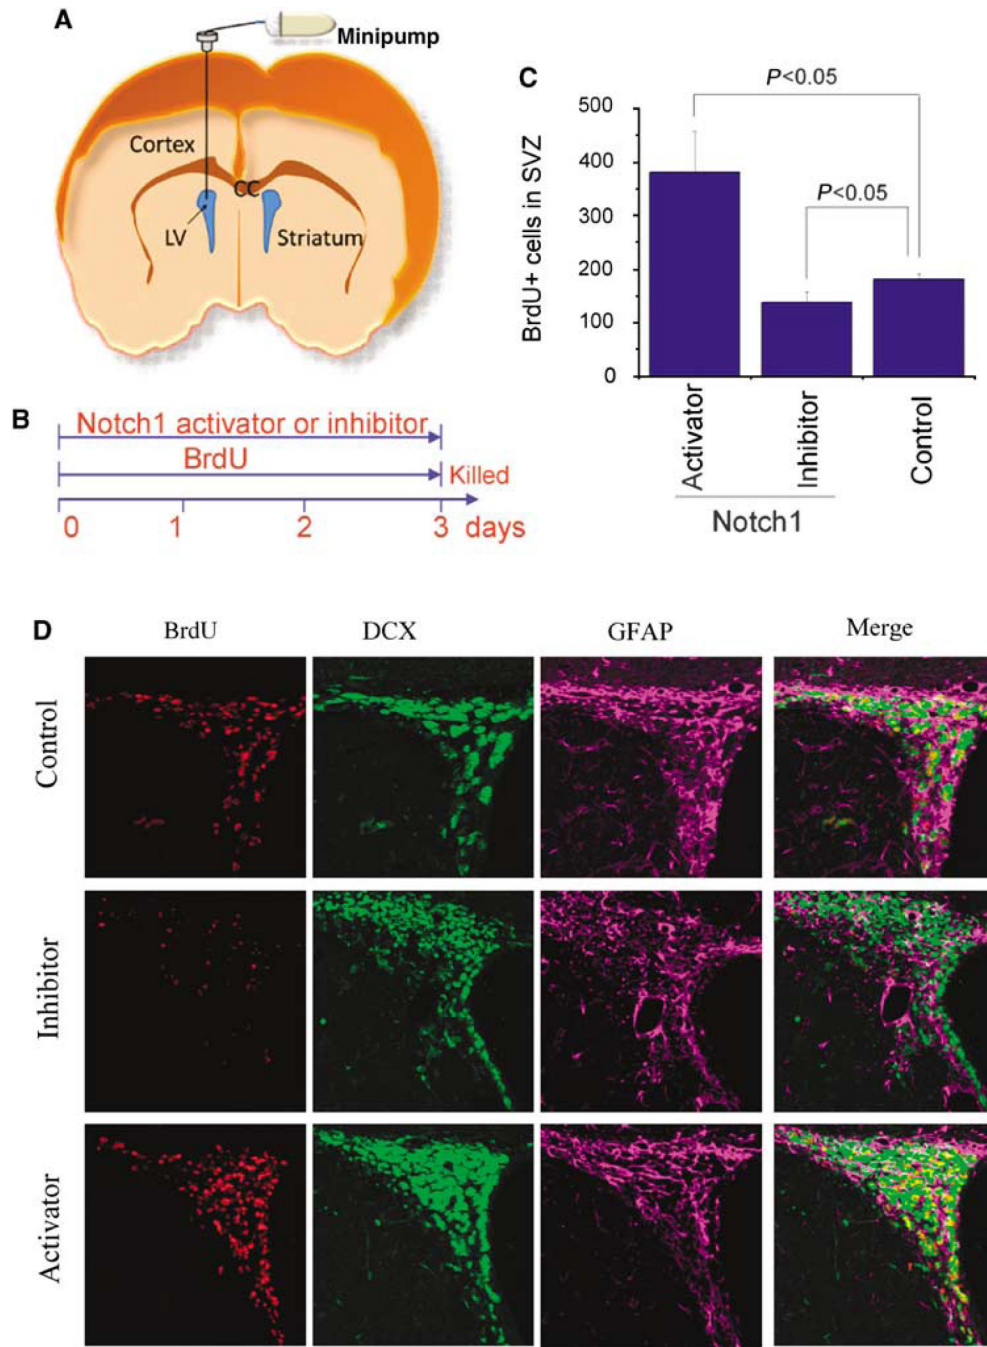 A
Minipump
Cortex
CC
LV
Striatum
B
Notch1 activator or inhibitor
BrdU
Killed
0 1 2 3 days
C
P<0.05
P<0.05
BrdU+ cells in SVZ
500
400
300
200
100
0
Activator
Inhibitor
Control
Notch1
D
BrdU DCX GFAP Merge
Control
Inhibitor
Activator